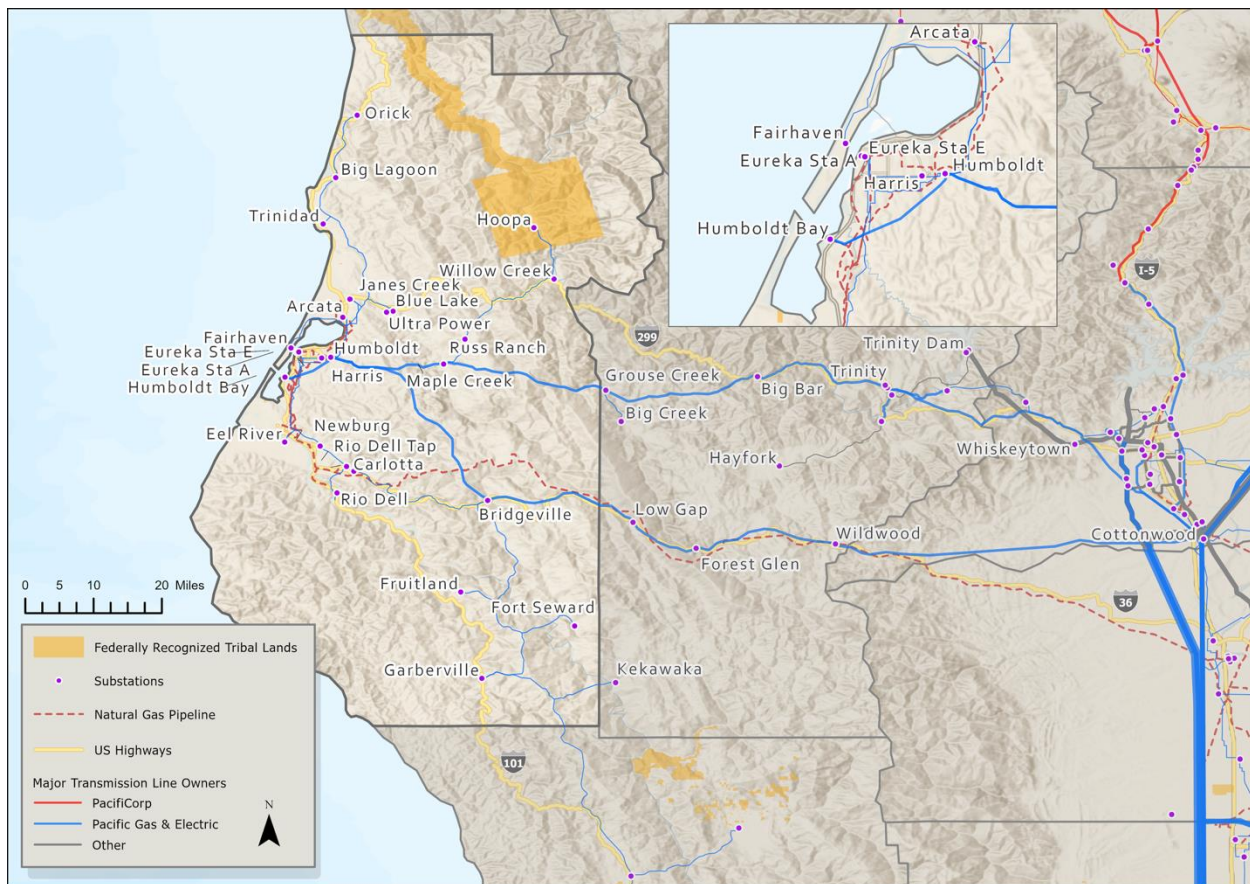 Arcata
Fairhaven
Eureka Sta E
Eureka Sta A
Humboldt
Harris
Humboldt Bay
Orick
Big Lagoon
Trinidad
Hoopa
Willow Creek
Janes Creek
Blue Lake
Arcata
Ultra Power
Fairhaven
Eureka Sta E
Eureka Sta A
Humboldt Bay
Humboldt
Harris
Russ Ranch
Maple Creek
I-5
299
Trinity Dam
Grouse Creek
Big Bar
Trinity
Big Creek
Newburg
Eel River
Rio Dell Tap
Carlotta
Hayfork
Whiskeytown
Rio Dell
Bridgeville
Low Gap
Forest Glen
Wildwood
Cottonwood
Fruitland
Fort Seward
36
Garberville
Kekawaka
101
0 5 10 20 Miles
Federally Recognized Tribal Lands
Substations
Natural Gas Pipeline
US Highways
Major Transmission Line Owners
PacifiCorp
Pacific Gas & Electric
Other
N